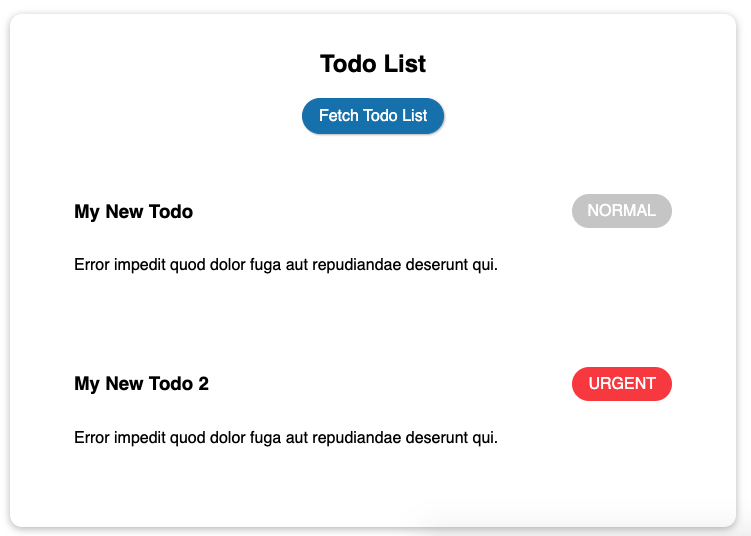 Todo List
Fetch Todo List
My New Todo
NORMAL
Error impedit quod dolor fuga aut repudiandae deserunt qui.
My New Todo 2
URGENT
Error impedit quod dolor fuga aut repudiandae deserunt qui.